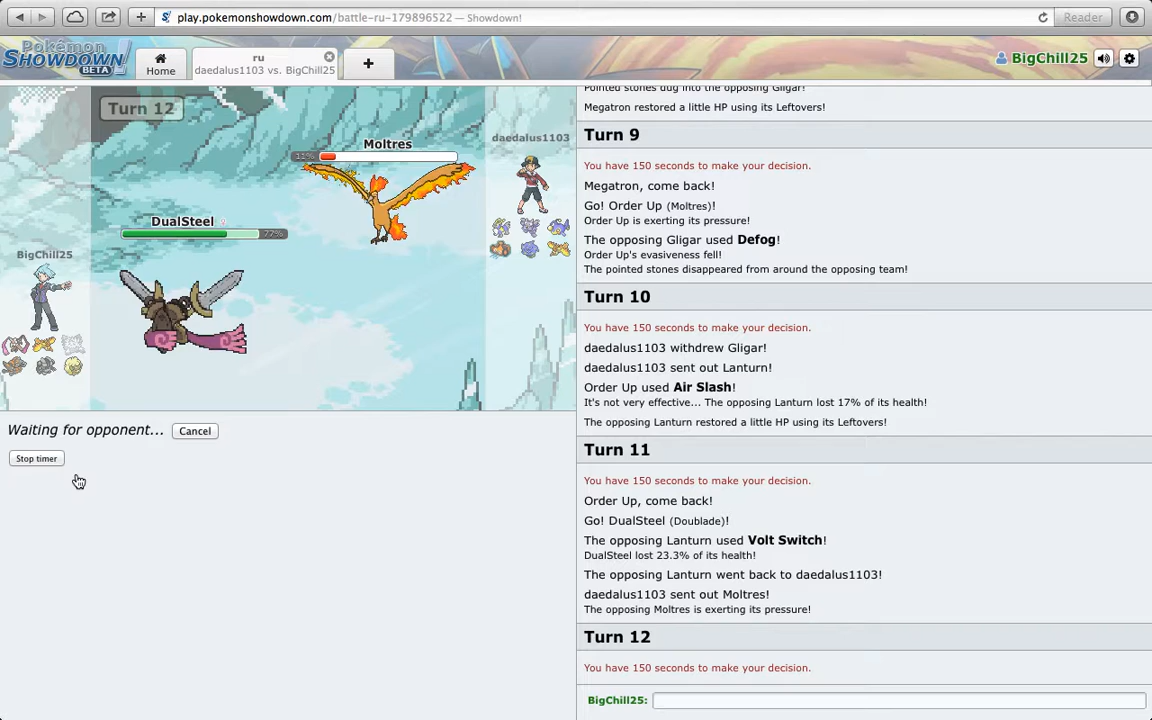 play.pokemonshowdown.com/battle-ru-179896522 — Showdown!
Reader
Pokémon
SHOWDOWN!
BETA
Home
ru
daedalus1103 vs. BigChill25
BigChill25
Turn 12
Moltres
11%
daedalus1103
DualSteel
77%
BigChill25
Waiting for opponent... Cancel
Stop timer
Pointed stones dug into the opposing Gligar!
Megatron restored a little HP using its Leftovers!
Turn 9
You have 150 seconds to make your decision.
Megatron, come back!
Go! Order Up (Moltres)!
Order Up is exerting its pressure!
The opposing Gligar used Defog!
Order Up's evasiveness fell!
The pointed stones disappeared from around the opposing team!
Turn 10
You have 150 seconds to make your decision.
daedalus1103 withdrew Gligar!
daedalus1103 sent out Lanturn!
Order Up used Air Slash!
It's not very effective... The opposing Lanturn lost 17% of its health!
The opposing Lanturn restored a little HP using its Leftovers!
Turn 11
You have 150 seconds to make your decision.
Order Up, come back!
Go! DualSteel (Doublade)!
The opposing Lanturn used Volt Switch!
DualSteel lost 23.3% of its health!
The opposing Lanturn went back to daedalus1103!
daedalus1103 sent out Moltres!
The opposing Moltres is exerting its pressure!
Turn 12
You have 150 seconds to make your decision.
BigChill25: